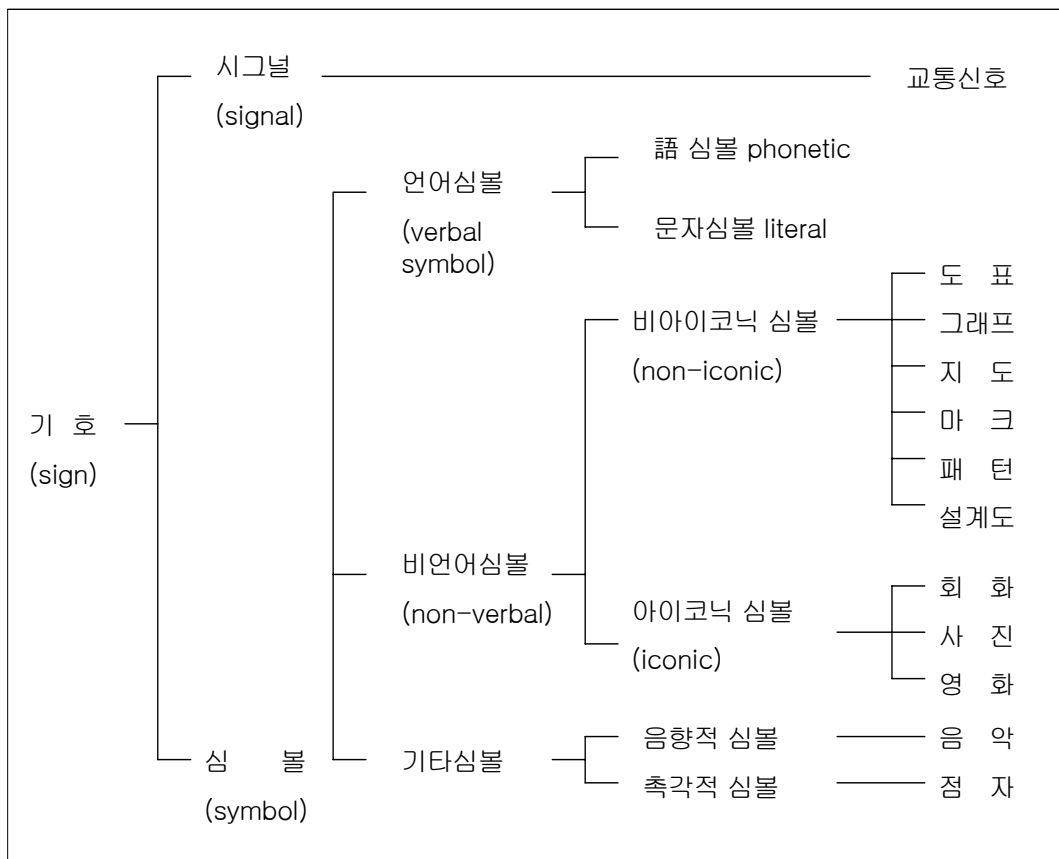 시그널
(signal)
교통신호
語 심볼 phonetic
언어심볼
(verbal
symbol)
문자심볼 literal
도 표
비아이코닉 심볼
(non-iconic)
그래프
지 도
마 크
패 턴
설계도
기 호
(sign)
비언어심볼
(non-verbal)
회 화
아이코닉 심볼
(iconic)
사 진
영 화
심 볼
(symbol)
기타심볼
음향적 심볼
음 악
촉각적 심볼
점 자